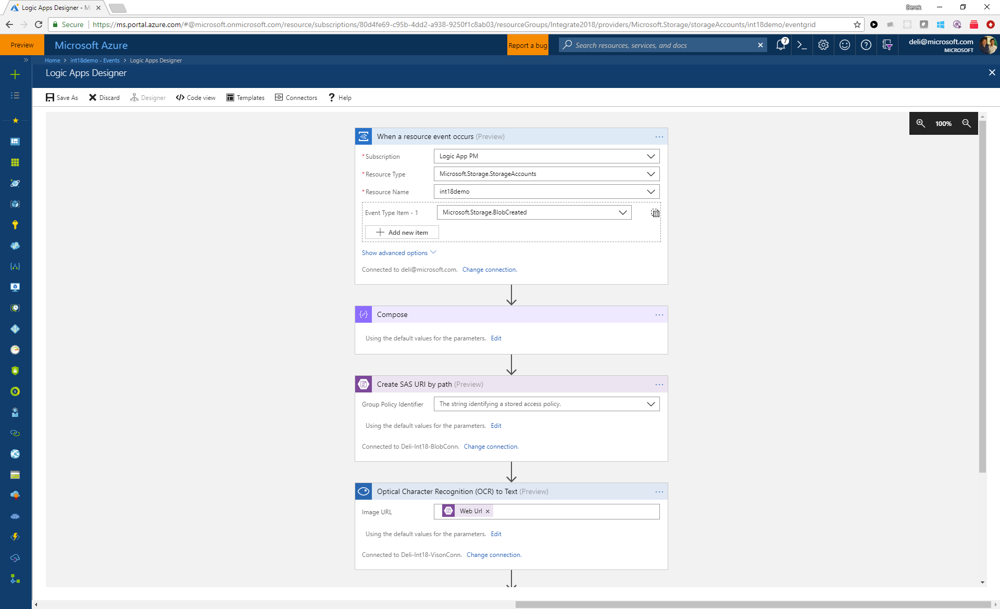 Logic Apps Designer - Mi
Derek
Secure
https://ms.portal.azure.com/#@microsoft.onmicrosoft.com/resource/subscriptions/80d4fe69-c95b-4dd2-a938-9250f1c8ab03/resourceGroups/Integrate2018/providers/Microsoft.Storage/storageAccounts/int18demo/eventgrid
Preview
Microsoft Azure
Report a bug
Search resources, services, and docs
7
deli@microsoft.com
MICROSOFT
Home > int18demo - Events > Logic Apps Designer
Logic Apps Designer
Save As Discard Designer Code view Templates Connectors Help
100%
When a resource event occurs (Preview)
* Subscription Logic App PM
* Resource Type Microsoft.Storage.StorageAccounts
* Resource Name int18demo
Event Type Item - 1 Microsoft.Storage.BlobCreated
Add new item
Show advanced options
Connected to deli@microsoft.com. Change connection.
Compose
Using the default values for the parameters. Edit
Create SAS URI by path (Preview)
Group Policy Identifier The string identifying a stored access policy.
Using the default values for the parameters. Edit
Connected to Deli-Int18-BlobConn. Change connection.
Optical Character Recognition (OCR) to Text (Preview)
Image URL Web Url ×
Using the default values for the parameters. Edit
Connected to Deli-Int18-VisonConn. Change connection.